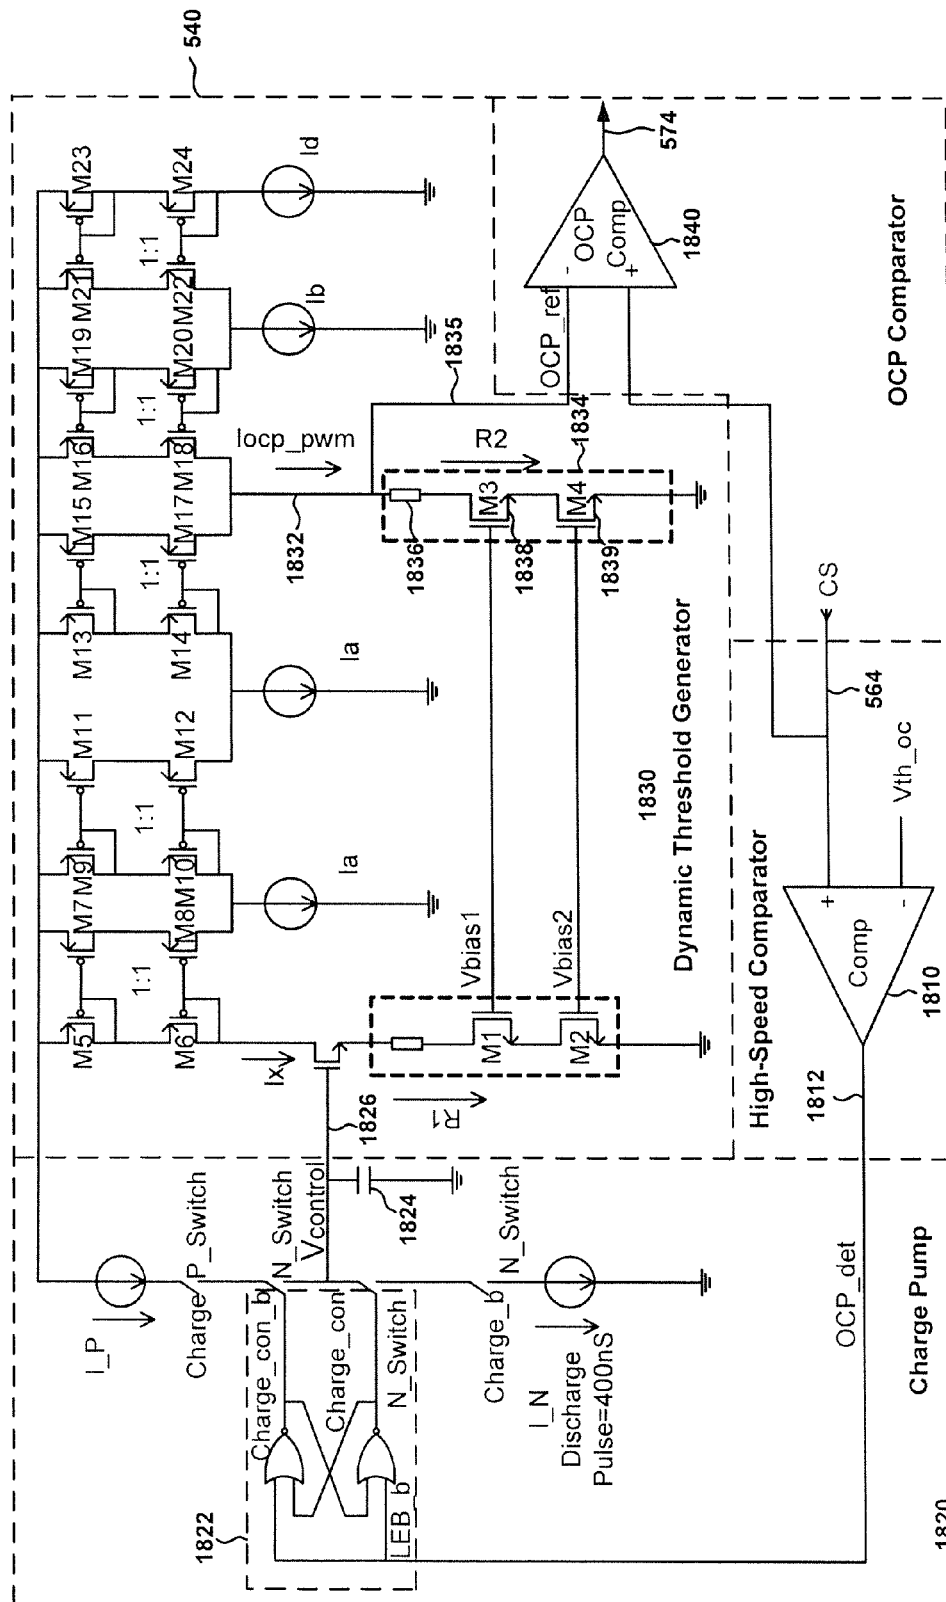 540
M23
M24
Id
1:1
M21
M22
M19
M20
Ib
1:1
M16
M18
M15
M17
1:1
M13
M14
Ia
M11
M12
1:1
M9
M10
M7
M8
Ia
1:1
M5
M6
Ix
Iocp_pwm
1832
1835
R2
1834
1836
M3
1838
M4
1839
Vbias1
Vbias2
M1
M2
R1
1826
Dynamic Threshold Generator
1830
OCP_ref
-
OCP
Comp
+
1840
574
OCP Comparator
CS
564
Vth_oc
+
-
Comp
1810
1812
High-Speed Comparator
I_P
P_Switch
Charge
N_Switch
Vcontrol
1824
Charge_con_b
Charge_con
N_Switch
N_Switch
Charge_b
I_N
Discharge
Pulse=400nS
LEB_b
1822
OCP_det
Charge Pump
1820